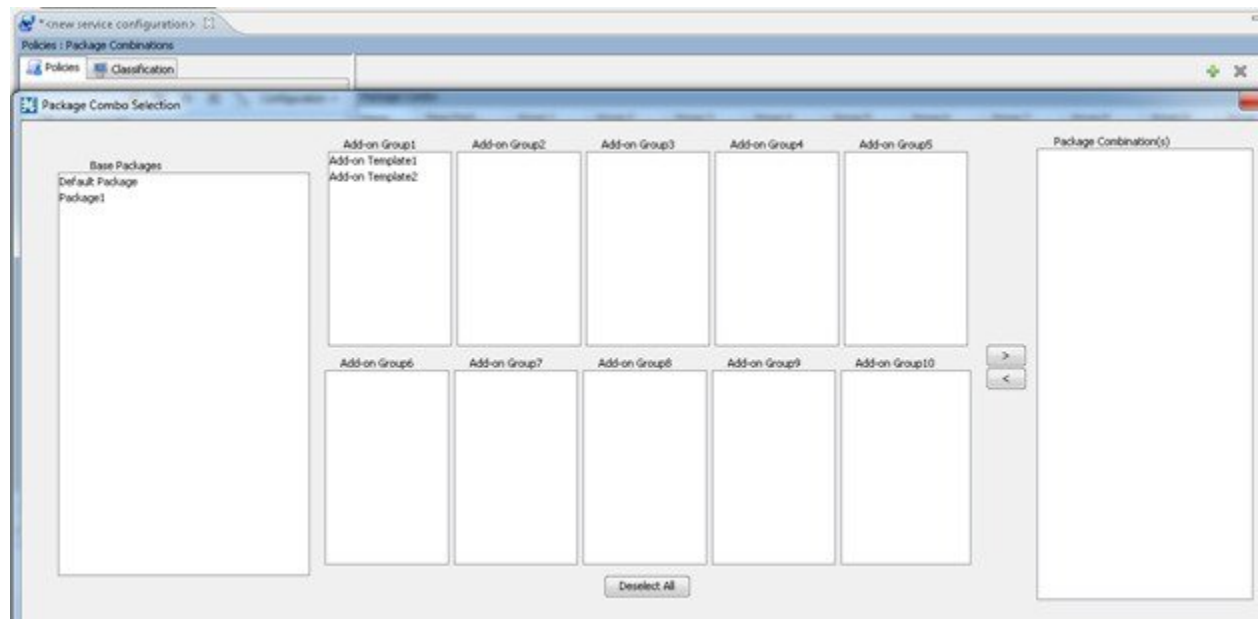 *<new service configuration>
Policies : Package Combinations
Policies
Classification
Package Combo Selection
Base Packages
Default Package
Package1
Add-on Group1
Add-on Template1
Add-on Template2
Add-on Group2
Add-on Group3
Add-on Group4
Add-on Group5
Add-on Group6
Add-on Group7
Add-on Group8
Add-on Group9
Add-on Group10
>
<
Deselect All
Package Combination(s)